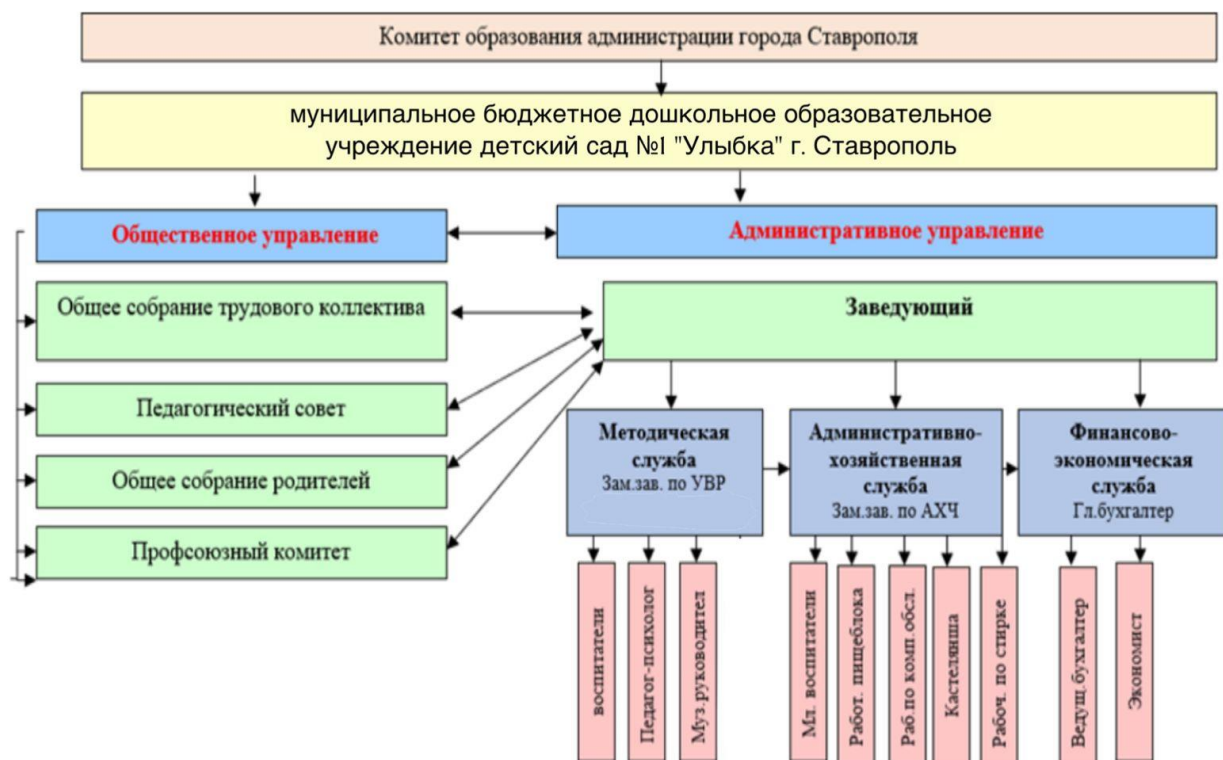 Комитет образования администрации города Ставрополя
муниципальное бюджетное дошкольное образовательное
учреждение детский сад №1 "Улыбка" г. Ставрополь
Общественное управление
Административное управление
Общее собрание трудового коллектива
Заведующий
Педагогический совет
Общее собрание родителей
Профсоюзный комитет
Методическая
служба
Зам.зав. по УВР
Административно-
хозяйственная
служба
Зам.зав. по АХЧ
Финансово-
экономическая
служба
Гл.бухгалтер
воспитатели
Педагог-психолог
Муз.руководител
Мл. воспитатели
Работ. пищеблока
Раб.по комп.обсл.
Кастелянша
Рабоч. по стирке
Ведущ.бухгалтер
Экономист